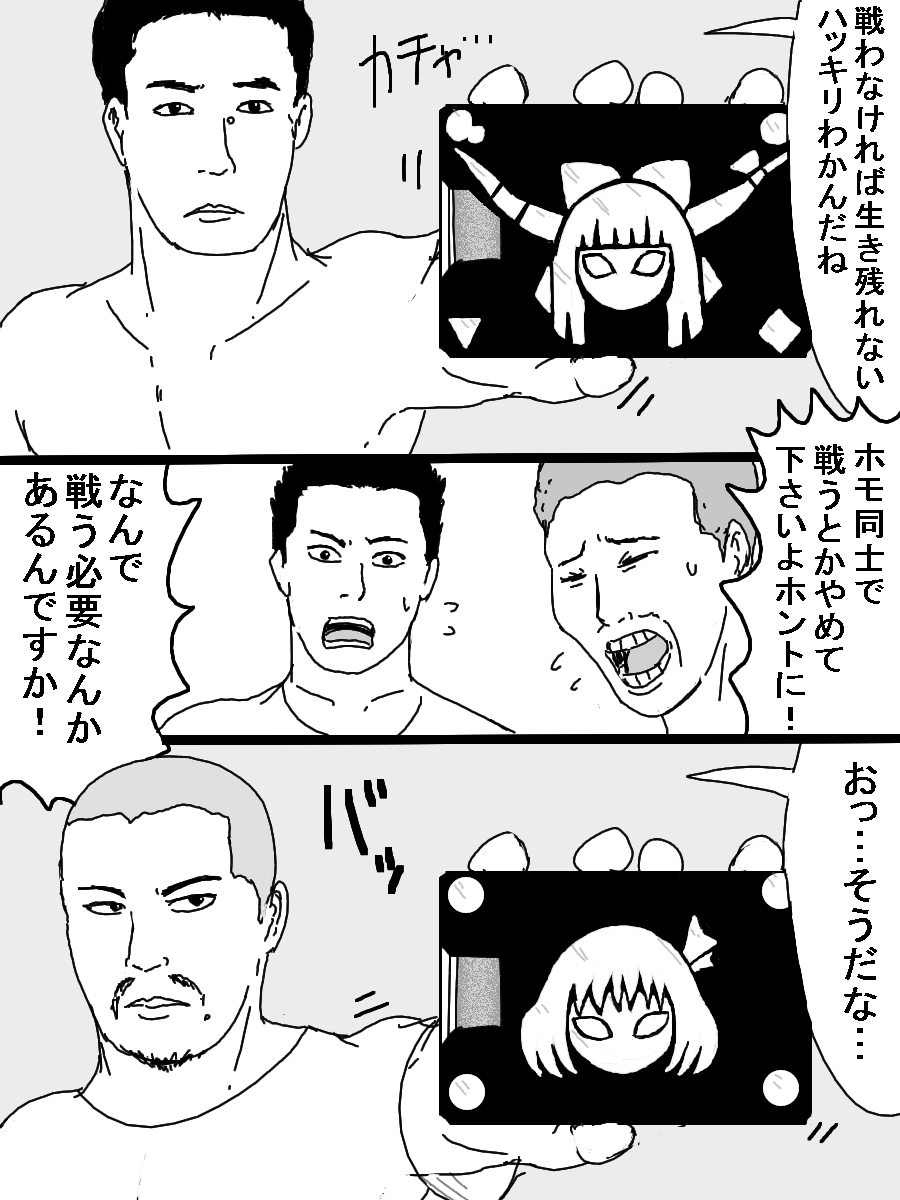 戦わなければ生き残れない
ハッキリわかんだね
カチャ…
ホモ同士で
戦うとかやめて
下さいよホントに！
なんで
戦う必要なんか
あるんですか！
おっ…そうだな…
バッ